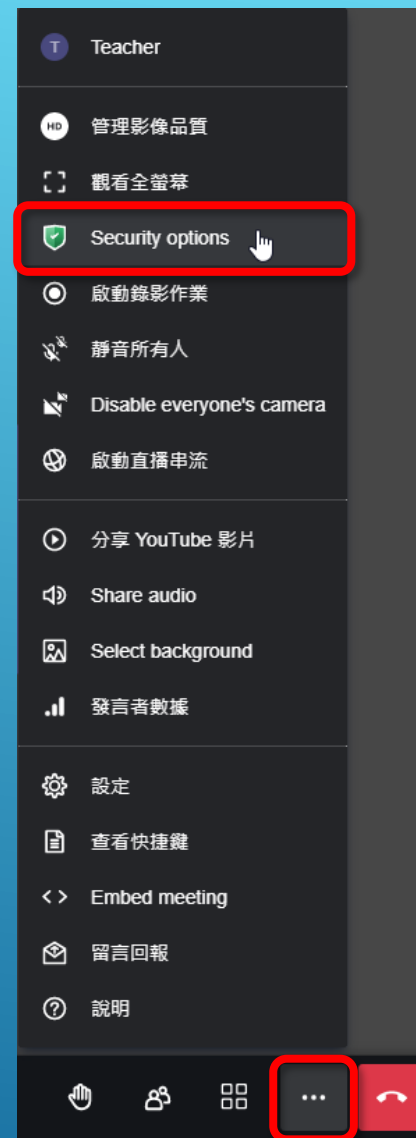 T Teacher
HD 管理影像品質
觀看全螢幕
Security options
啟動錄影作業
靜音所有人
Disable everyone's camera
啟動直播串流
分享 YouTube 影片
Share audio
Select background
發言者數據
設定
查看快捷鍵
Embed meeting
留言回報
說明